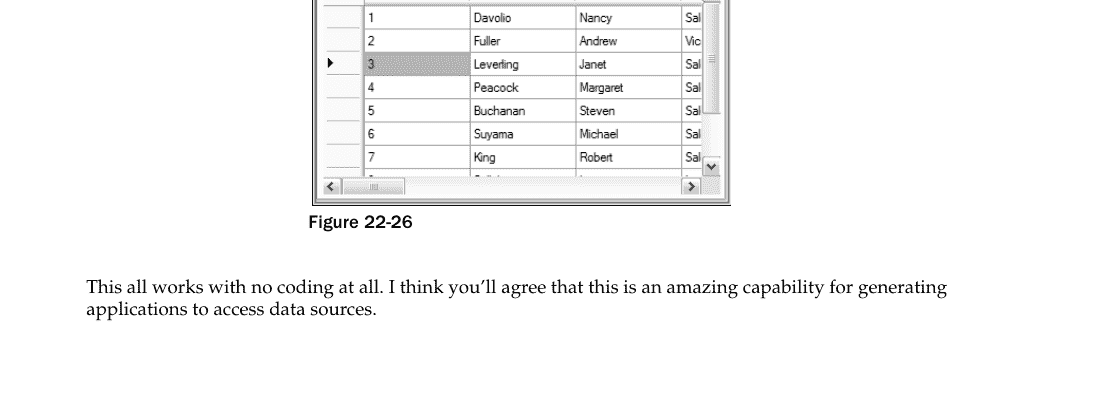 1 Davolio Nancy Sal
2 Fuller Andrew Vic
3 Leverling Janet Sal
4 Peacock Margaret Sal
5 Buchanan Steven Sal
6 Suyama Michael Sal
7 King Robert Sal
Figure 22-26
This all works with no coding at all. I think you’ll agree that this is an amazing capability for generating
applications to access data sources.